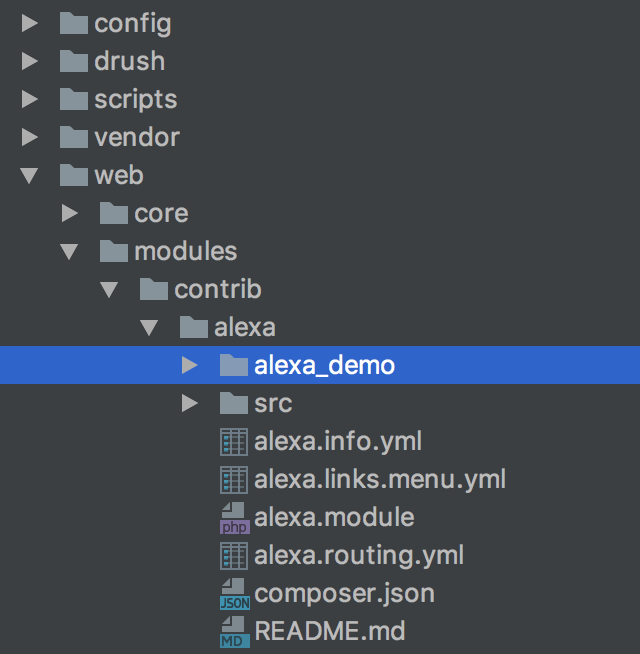 config
drush
scripts
vendor
web
core
modules
contrib
alexa
alexa_demo
src
alexa.info.yml
alexa.links.menu.yml
php alexa.module
alexa.routing.yml
JSON composer.json
MD README.md